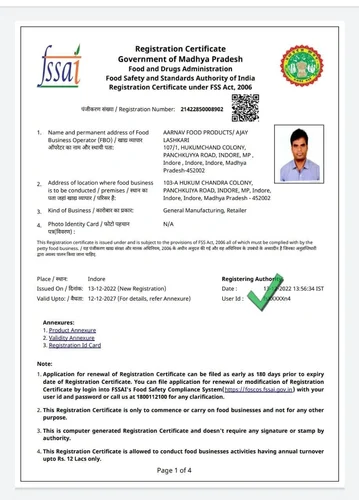 fssai
Registration Certificate
Government of Madhya Pradesh
Food and Drugs Administration
Food Safety and Standards Authority of India
Registration Certificate under FSS Act, 2006
पंजीकरण संख्या / Registration Number: 21422850008902
1. Name and permanent address of Food AARNAV FOOD PRODUCTS/ AJAY
Business Operator (FBO) / खाद्य व्यापार LASHKARI
ऑपरेटर का नाम और स्थायी पता: 107/1, HUKUMCHAND COLONY,
PANCHKUIYA ROAD, INDORE, MP ,
Indore , Indore, Indore, Madhya
Pradesh-452002
2. Address of location where food business 103-A HUKUM CHANDRA COLONY,
is to be conducted / premises / स्थान का PANCHKUIYA ROAD, INDORE, MP, Indore,
पता जहां खाद्य व्यापार / परिसर है: Indore, Indore, Madhya Pradesh - 452002
3. Kind of Business / कारोबार का प्रकार: General Manufacturing, Retailer
4. Photo Identity Card / फोटो पहचान N/A
पत्र(विवरण) :
This Registration certificate is issued under and is subject to the provisions of FSS Act, 2006 all of which must be complied with by the
petty food business. / यह पंजीकरण
Place / स्थान: Indore Registering Authority
Issued On / दिनांक: 13-12-2022 (New Registration) Date : 2022 13:56:34 IST
Valid Upto: / वैधता: 12-12-2027 (For details, refer Annexure) User Id :
Annexures:
1. Product Annexure
2. Validity Annexure
3. Registration Id Card
Note:
1. Application for renewal of Registration Certificate can be filed as early as 180 days prior to expiry
date of Registration Certificate. You can file application for renewal or modification of Registration
Certificate by login into FSSAI's Food Safety Compliance System(https://foscos.fssai.gov.in) with your
user id and password or call us at 1800112100 for any clarification.
2. This Registration Certificate is only to commence or carry on food businesses and not for any other
purpose.
3. This is computer generated Registration Certificate and doesn't require any signature or stamp by
authority.
4. This Registration Certificate is allowed to conduct food businesses activities having annual turnover
upto Rs. 12 Lacs only.
Page 1 of 4